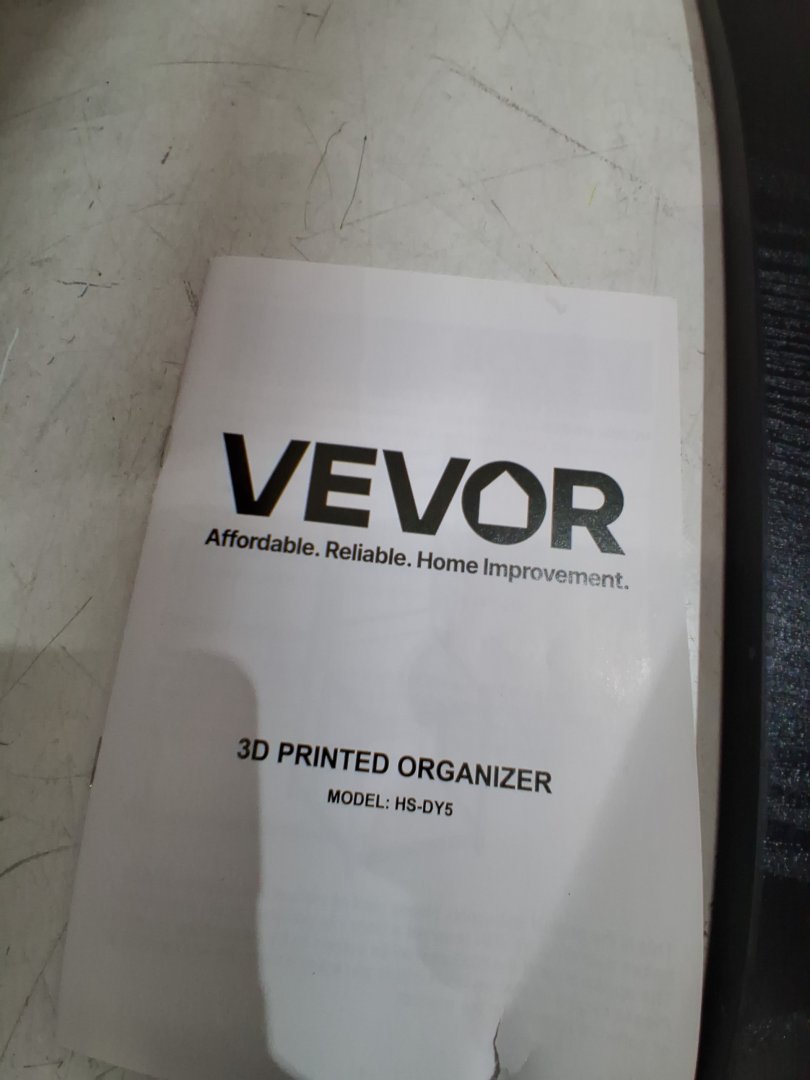 VEVOR
Affordable. Reliable. Home Improvement.
3D PRINTED ORGANIZER
MODEL: HS-DY5